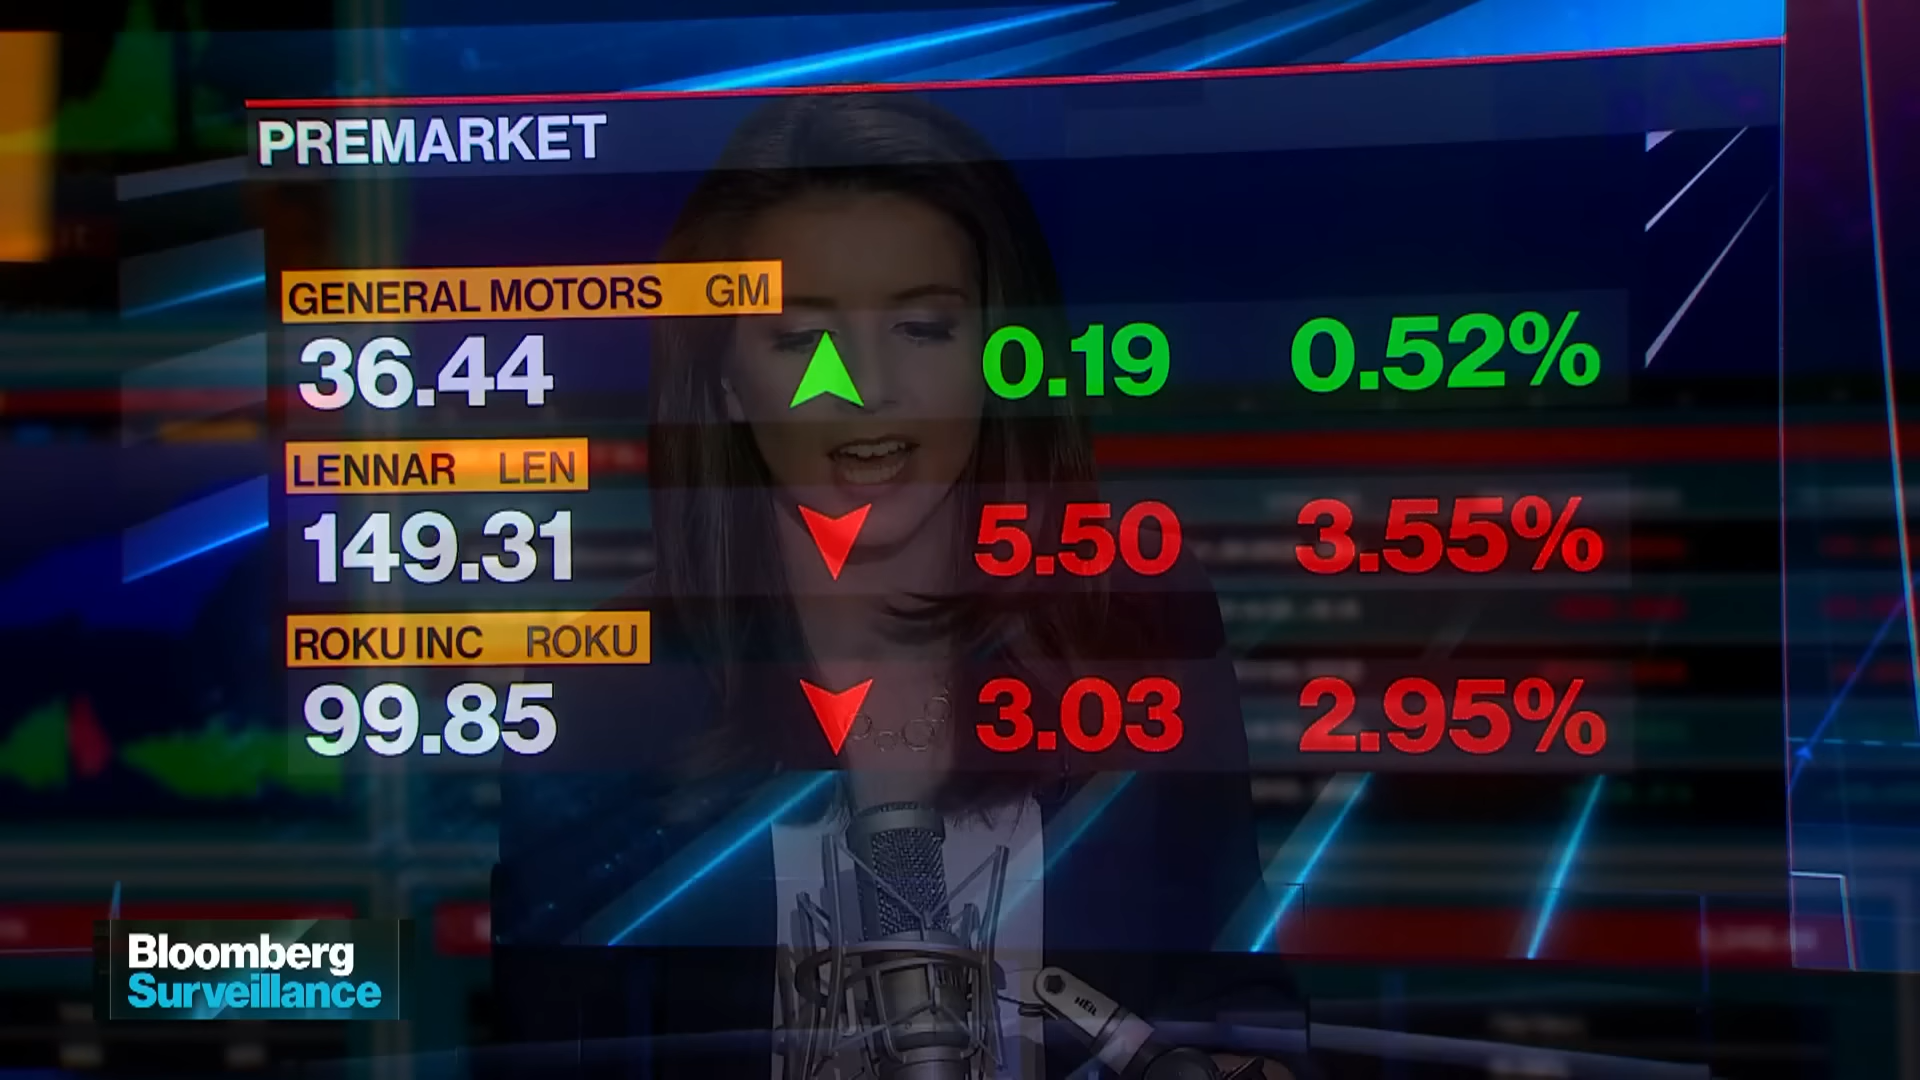 PREMARKET
GENERAL MOTORS GM
36.44 0.19 0.52%
LENNAR LEN
149.31 5.50 3.55%
ROKU INC ROKU
99.85 3.03 2.95%
Bloomberg
Surveillance
HEIL